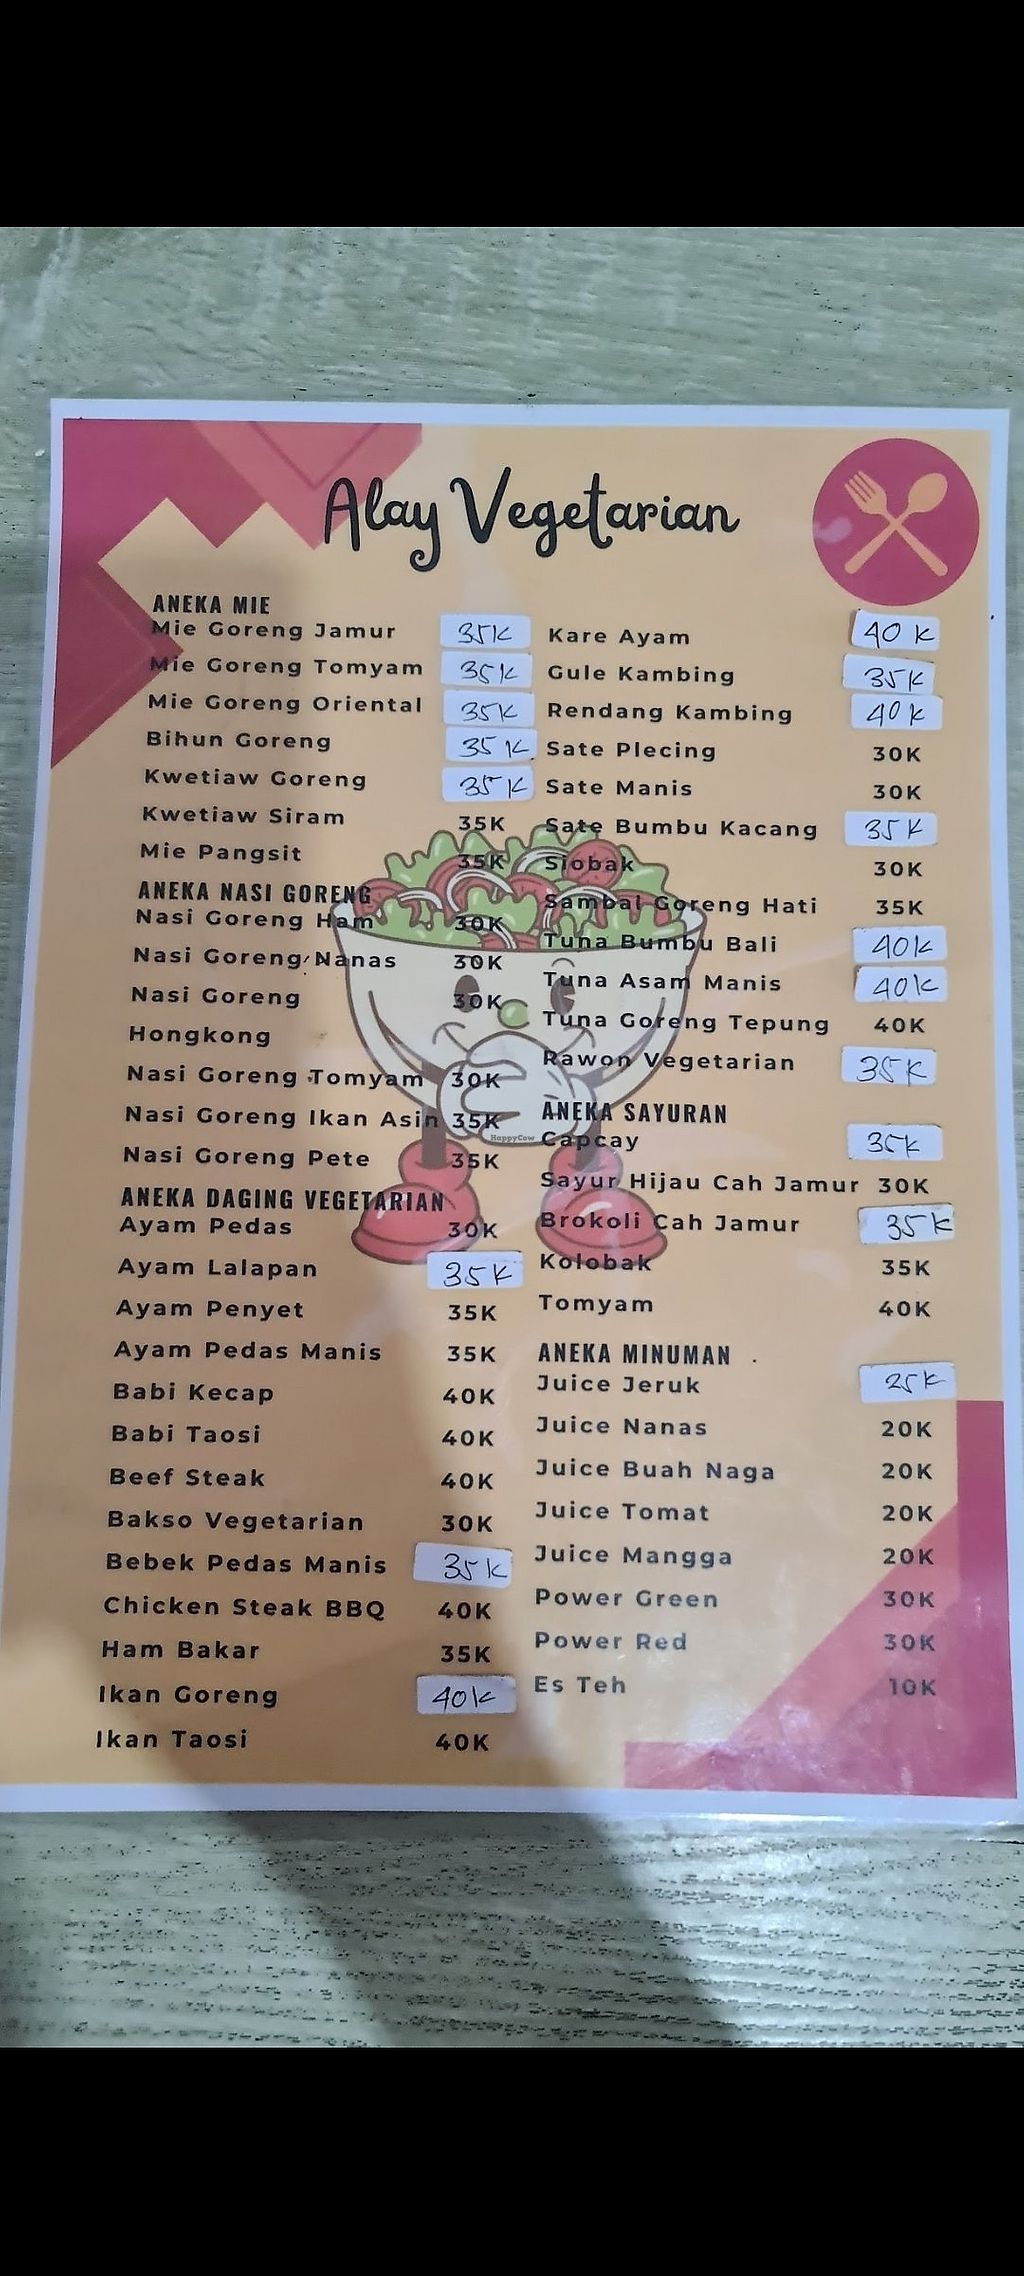 Alay Vegetarian
ANEKA MIE
Mie Goreng Jamur 35K
Mie Goreng Tomyam 35K
Mie Goreng Oriental 35K
Bihun Goreng 35K
Kwetiaw Goreng 35K
Kwetiaw Siram 35K
Mie Pangsit 35K
ANEKA NASI GORENG
Nasi Goreng Ham 30K
Nasi Goreng Nanas 30K
Nasi Goreng 30K
Hongkong
Nasi Goreng Tomyam 30K
Nasi Goreng Ikan Asin 35K
Nasi Goreng Pete 35K
ANEKA DAGING VEGETARIAN
Ayam Pedas 30K
Ayam Lalapan 35K
Ayam Penyet 35K
Ayam Pedas Manis 35K
Babi Kecap 40K
Babi Taosi 40K
Beef Steak 40K
Bakso Vegetarian 30K
Bebek Pedas Manis 35K
Chicken Steak BBQ 40K
Ham Bakar 35K
Ikan Goreng 40K
Ikan Taosi 40K
Kare Ayam 40K
Gule Kambing 35K
Rendang Kambing 40K
Sate Plecing 30K
Sate Manis 30K
Sate Bumbu Kacang 35K
Siobak 30K
Sambal Goreng Hati 35K
Tuna Bumbu Bali 40K
Tuna Asam Manis 40K
Tuna Goreng Tepung 40K
Rawon Vegetarian 35K
ANEKA SAYURAN
Capcay 35K
Sayur Hijau Cah Jamur 30K
Brokoli Cah Jamur 35K
Kolobak 35K
Tomyam 40K
ANEKA MINUMAN
Juice Jeruk 25K
Juice Nanas 20K
Juice Buah Naga 20K
Juice Tomat 20K
Juice Mangga 20K
Power Green 30K
Power Red 30K
Es Teh 10K
HappyCow